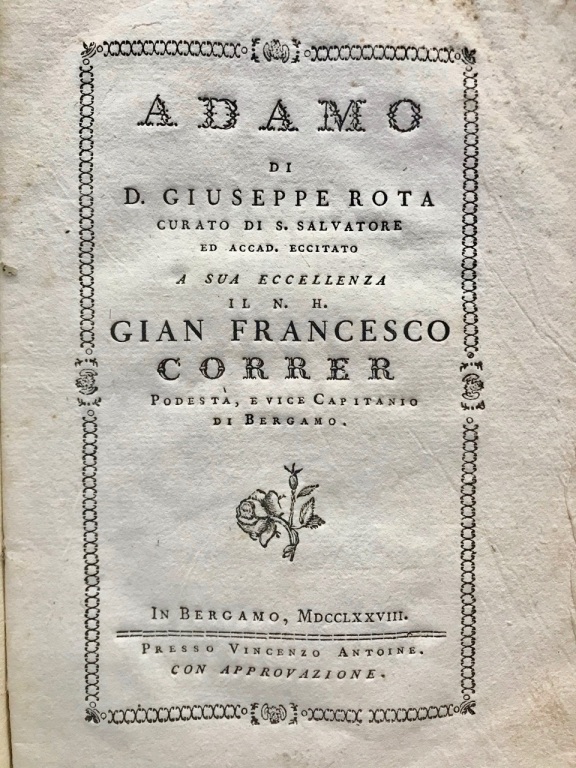 ADAMO
DI
D. GIUSEPPE ROTA
CURATO DI S. SALVATORE
ED ACCAD. ECCITATO
A SUA ECCELLENZA
IL N. H.
GIAN FRANCESCO
CORRER
PODESTÀ, E VICE CAPITANIO
DI BERGAMO.
IN BERGAMO, MDCCLXXVIII.
PRESSO VINCENZO ANTOINE.
CON APPROVAZIONE.